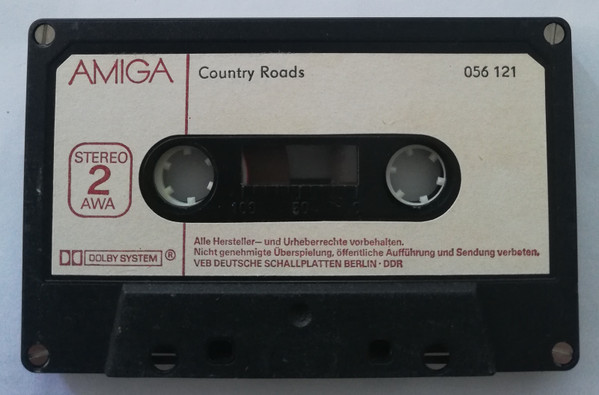 AMIGA
Country Roads
056 121
STEREO
2
AWA
100 50
DOLBY SYSTEM ®
Alle Hersteller- und Urheberrechte vorbehalten.
Nicht genehmigte Überspielung, öffentliche Aufführung und Sendung verboten.
VEB DEUTSCHE SCHALLPLATTEN BERLIN · DDR